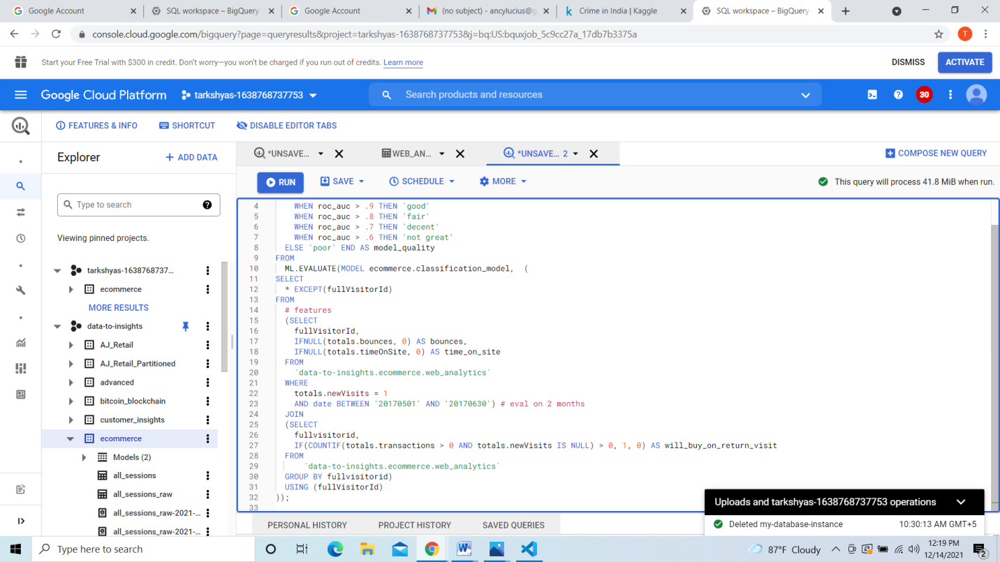 Google Account
SQL workspace – BigQuery
Google Account
(no subject) - ancylucius@g
Crime in India | Kaggle
SQL workspace – BigQuery
console.cloud.google.com/bigquery?page=queryresults&project=tarkshyas-1638768737753&j=bq:US:bquxjob_5c9cc27a_17db7b3375a
T
Start your Free Trial with $300 in credit. Don't worry—you won't be charged if you run out of credits. Learn more
DISMISS
ACTIVATE
Google Cloud Platform
tarkshyas-1638768737753
Search products and resources
30
FEATURES & INFO
SHORTCUT
DISABLE EDITOR TABS
Explorer
+ ADD DATA
*UNSAVE...
WEB_AN...
*UNSAVE... 2
COMPOSE NEW QUERY
RUN
SAVE
SCHEDULE
MORE
This query will process 41.8 MiB when run.
Type to search
Viewing pinned projects.
tarkshyas-1638768737...
ecommerce
MORE RESULTS
data-to-insights
AJ_Retail
AJ_Retail_Partitioned
advanced
bitcoin_blockchain
customer_insights
ecommerce
Models (2)
all_sessions
all_sessions_raw
all_sessions_raw-2021-...
all_sessions_raw-2021-...
4 WHEN roc_auc > .9 THEN 'good'
5 WHEN roc_auc > .8 THEN 'fair'
6 WHEN roc_auc > .7 THEN 'decent'
7 WHEN roc_auc > .6 THEN 'not great'
8 ELSE 'poor' END AS model_quality
9 FROM
10 ML.EVALUATE(MODEL ecommerce.classification_model, (
11 SELECT
12 * EXCEPT(fullVisitorId)
13 FROM
14 # features
15 (SELECT
16 fullVisitorId,
17 IFNULL(totals.bounces, 0) AS bounces,
18 IFNULL(totals.timeOnSite, 0) AS time_on_site
19 FROM
20 `data-to-insights.ecommerce.web_analytics`
21 WHERE
22 totals.newVisits = 1
23 AND date BETWEEN '20170501' AND '20170630') # eval on 2 months
24 JOIN
25 (SELECT
26 fullvisitorid,
27 IF(COUNTIF(totals.transactions > 0 AND totals.newVisits IS NULL) > 0, 1, 0) AS will_buy_on_return_visit
28 FROM
29 `data-to-insights.ecommerce.web_analytics`
30 GROUP BY fullvisitorid)
31 USING (fullVisitorId)
32 ));
33
PERSONAL HISTORY
PROJECT HISTORY
SAVED QUERIES
Uploads and tarkshyas-1638768737753 operations
Deleted my-database-instance
10:30:13 AM GMT+5
Type here to search
87°F Cloudy
12:19 PM
12/14/2021
2